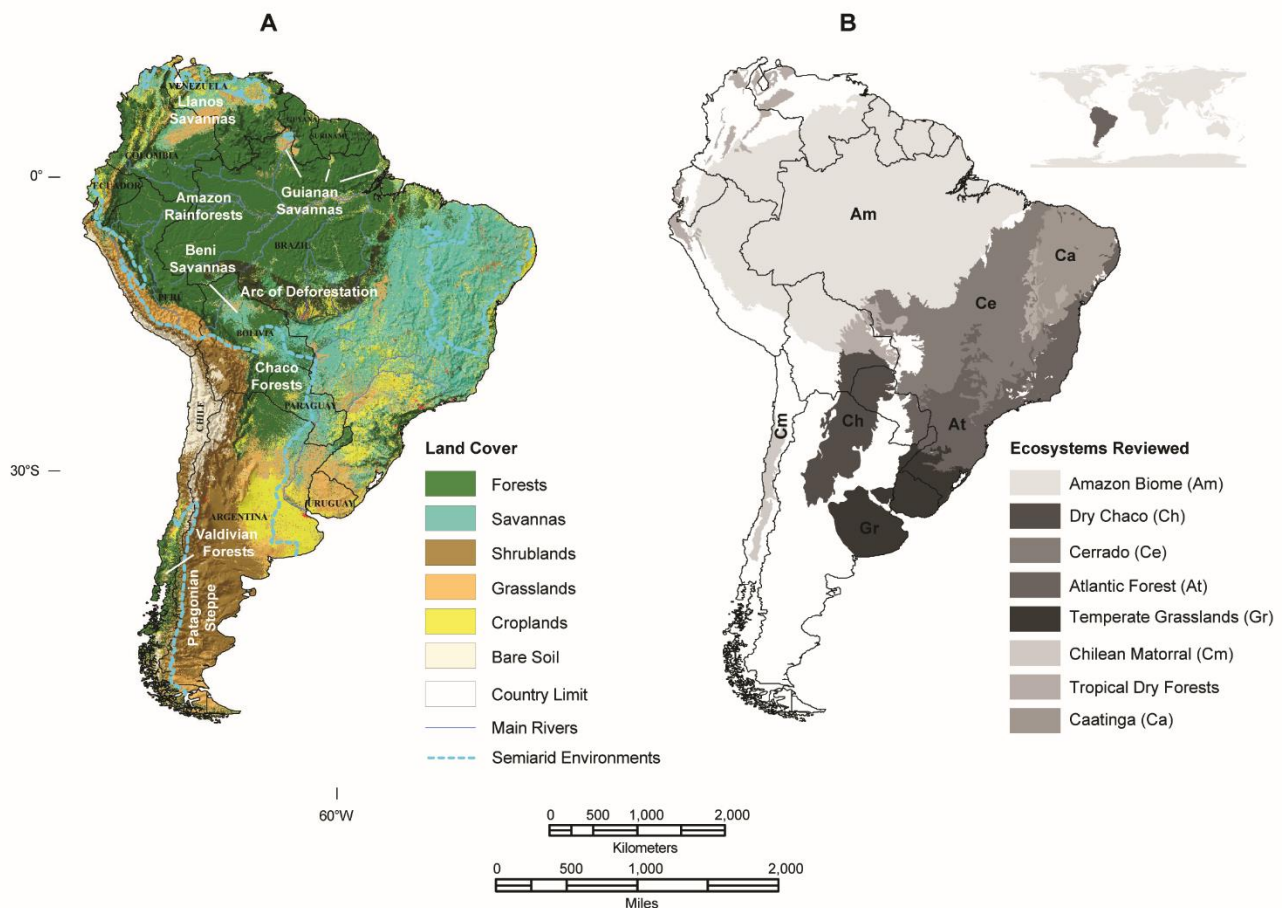 A
B
VENEZUELA
Llanos
Savannas
GUYANA
SURINAME
COLOMBIA
0°
ECUADOR
Guianan
Savannas
Amazon
Rainforests
BRAZIL
Beni
Savannas
Arc of Deforestation
PERU
BOLIVIA
Chaco
Forests
PARAGUAY
CHILE
30°S
URUGUAY
ARGENTINA
Valdivian
Forests
Patagonian
Steppe
60°W
Land Cover
Forests
Savannas
Shrublands
Grasslands
Croplands
Bare Soil
Country Limit
Main Rivers
Semiarid Environments
Am
Ca
Ce
Cm
Ch
At
Gr
Ecosystems Reviewed
Amazon Biome (Am)
Dry Chaco (Ch)
Cerrado (Ce)
Atlantic Forest (At)
Temperate Grasslands (Gr)
Chilean Matorral (Cm)
Tropical Dry Forests
Caatinga (Ca)
0 500 1,000 2,000
Kilometers
0 500 1,000 2,000
Miles